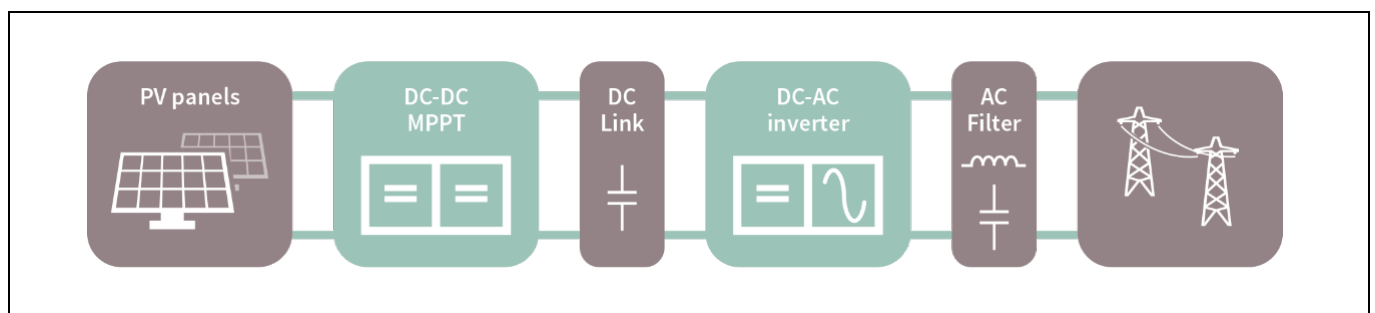 PV panels
DC-DC
MPPT
DC
Link
DC-AC
inverter
AC
Filter